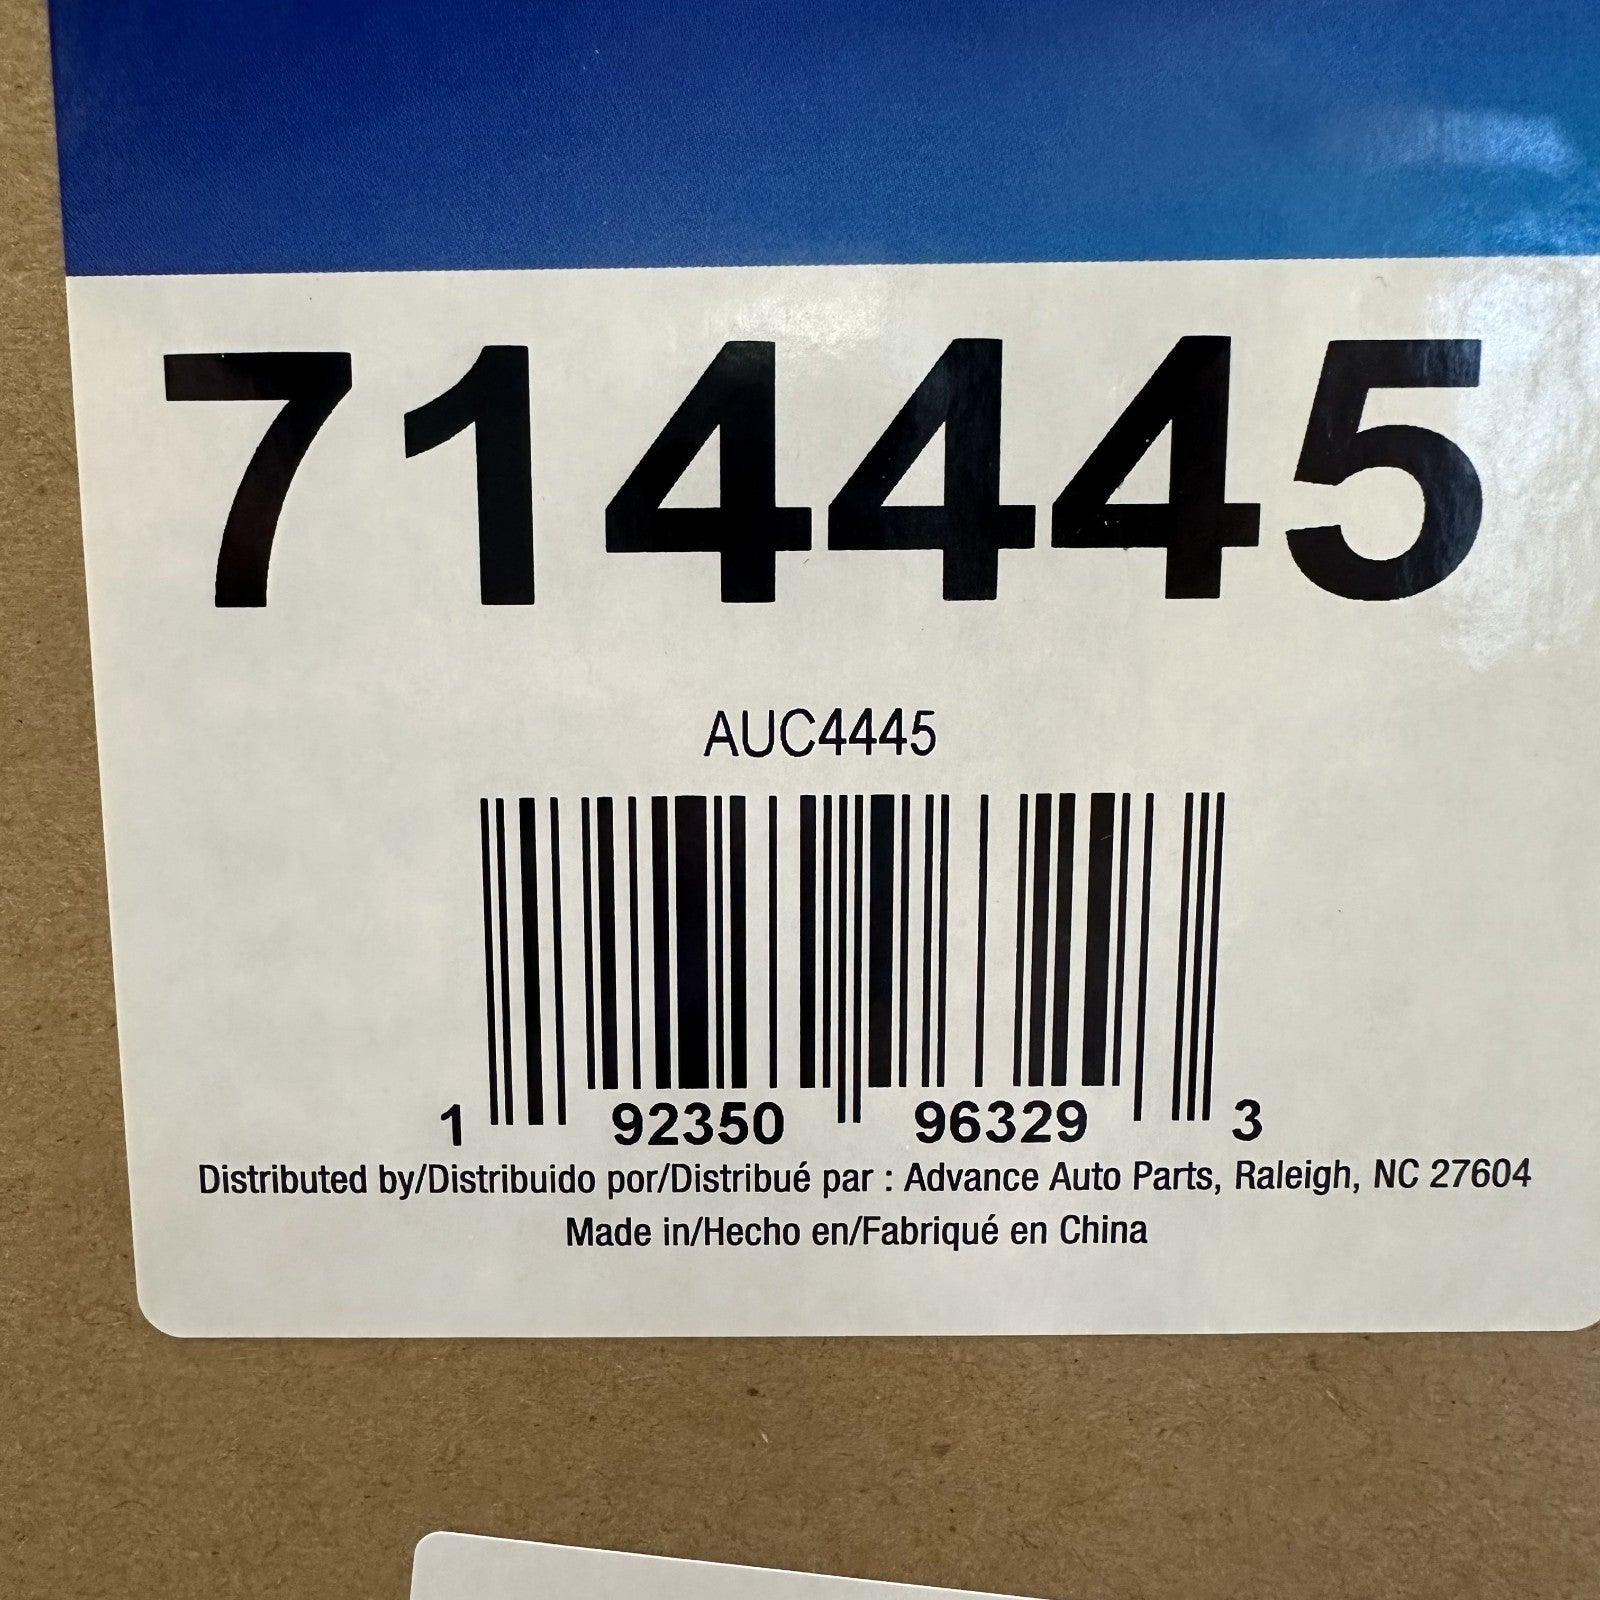 714445
AUC4445
1 92350 96329 3
Distributed by/Distribuido por/Distribué par : Advance Auto Parts, Raleigh, NC 27604
Made in/Hecho en/Fabriqué en China